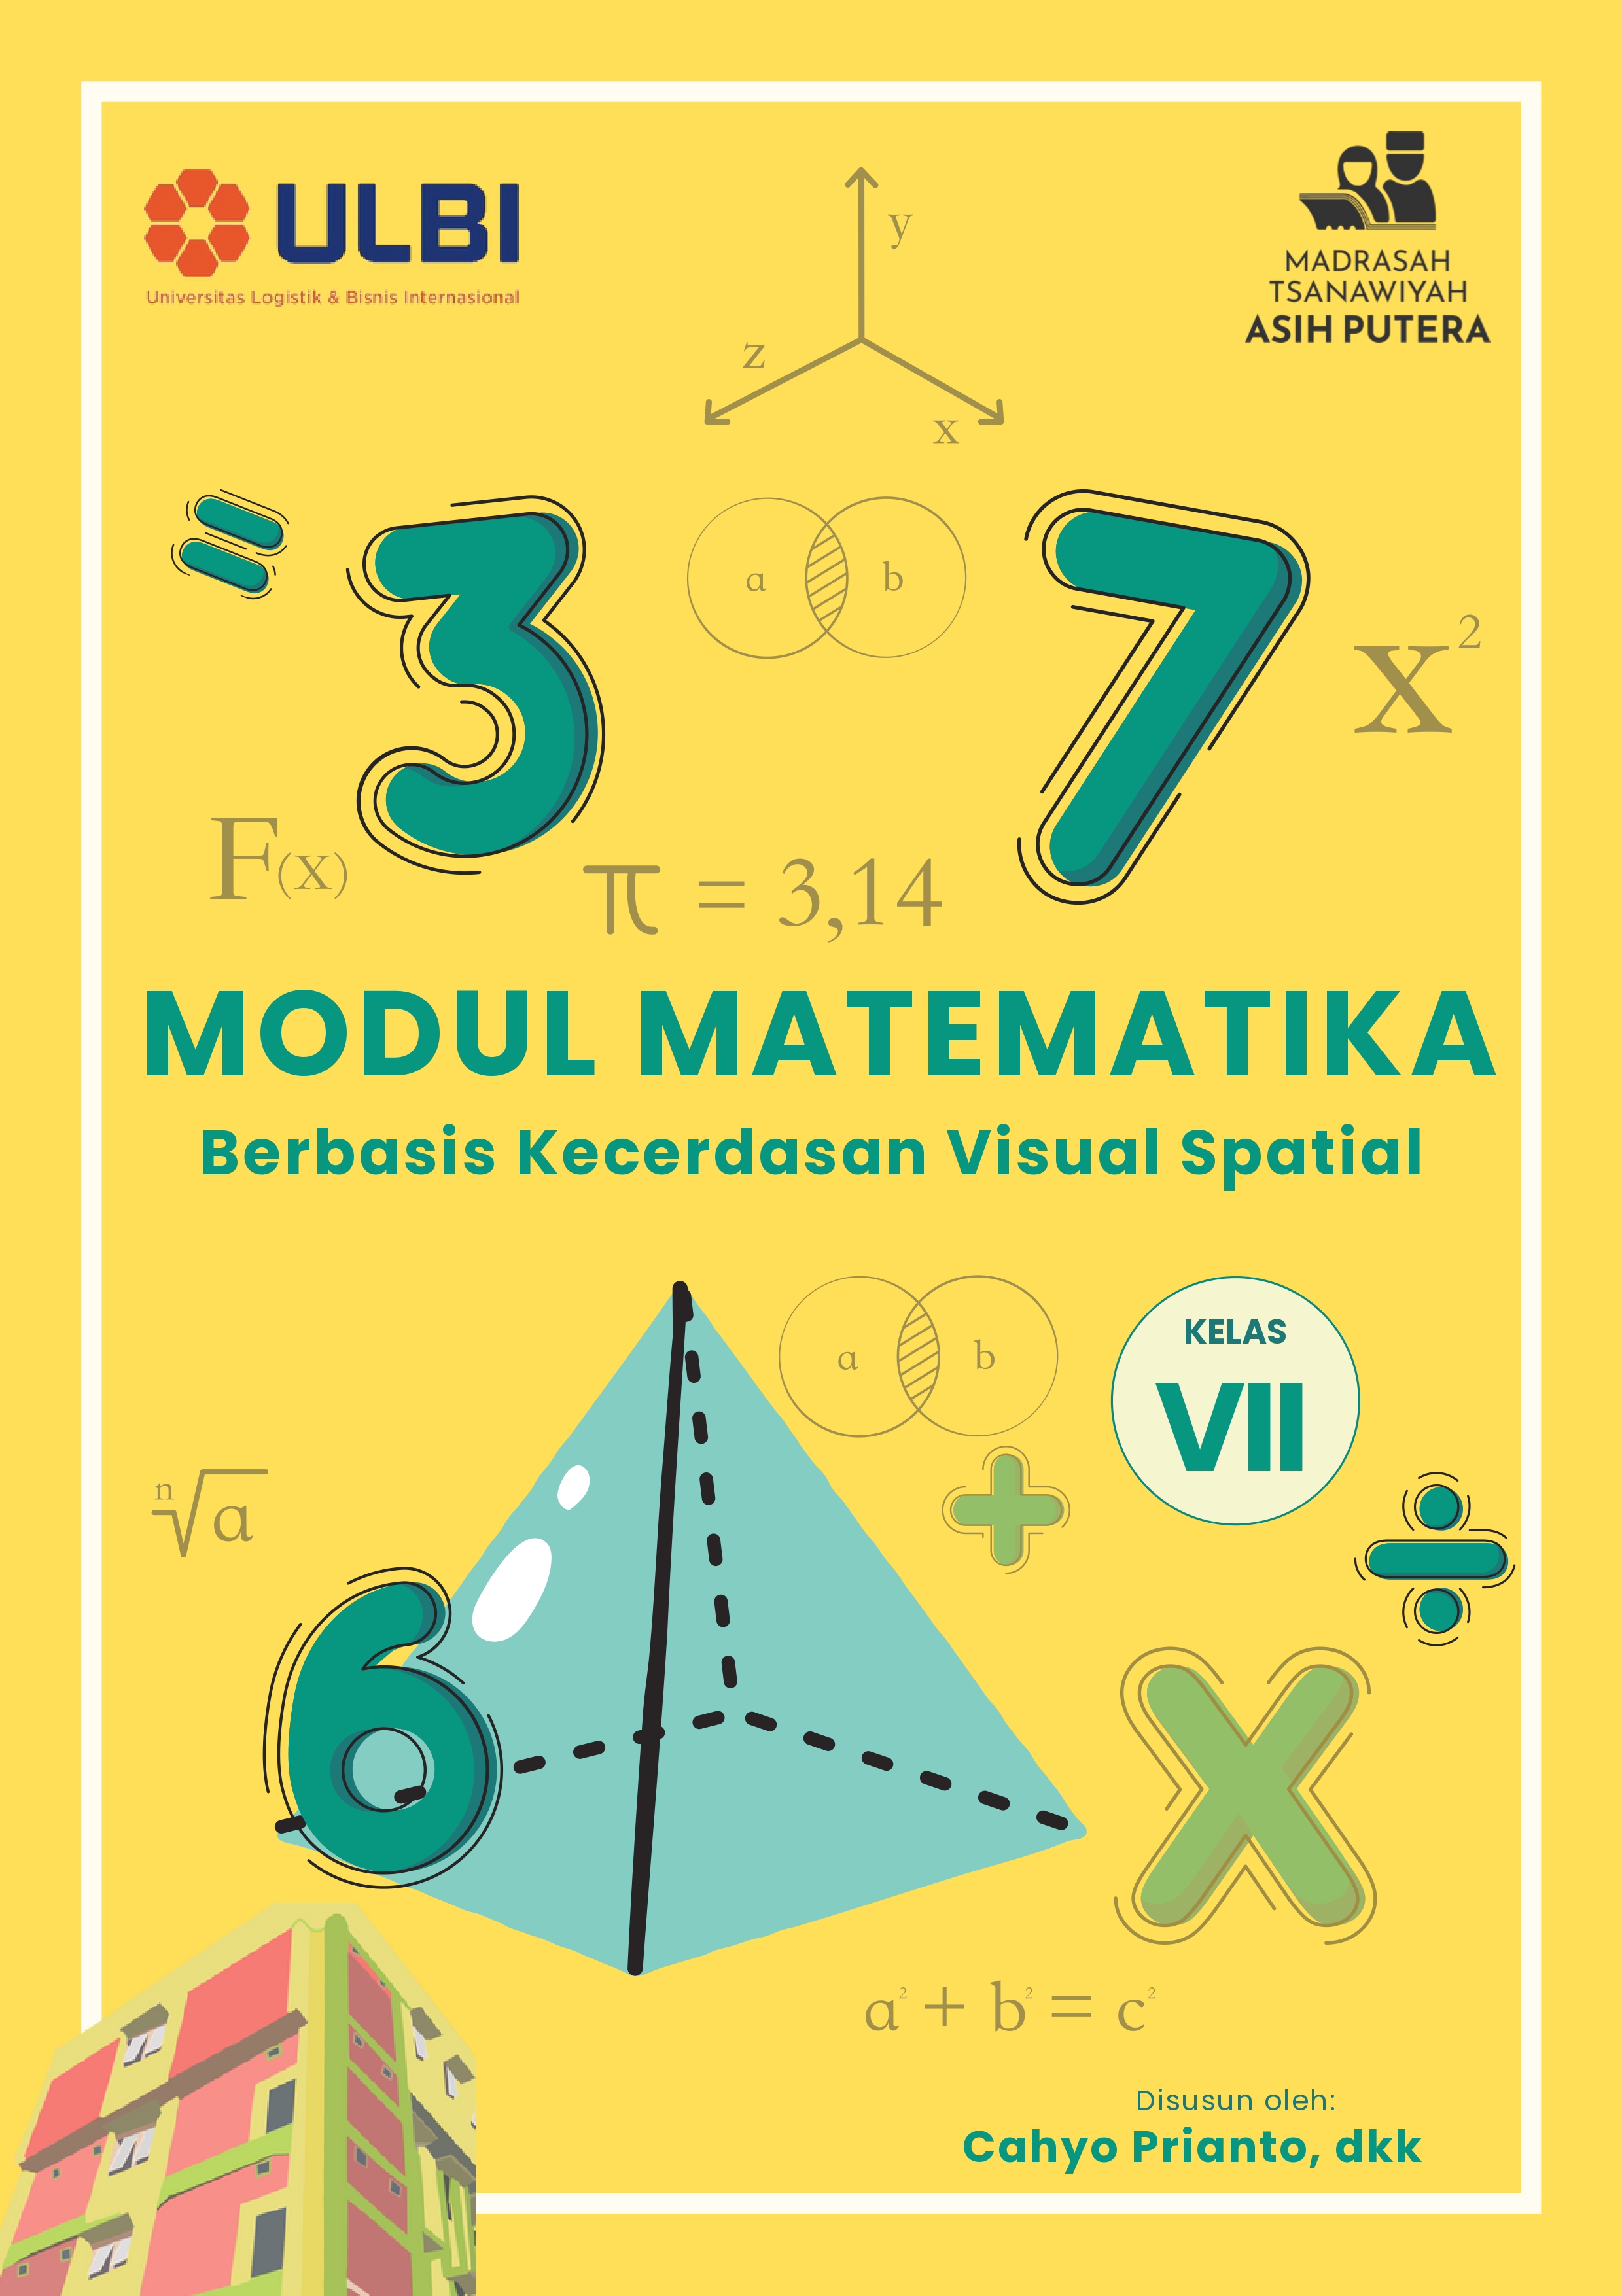 ULBI
Universitas Logistik & Bisnis Internasional
MADRASAH
TSANAWIYAH
ASIH PUTERA
y
z
x
=
3
a b
7
x²
F(x)
π = 3,14
MODUL MATEMATIKA
Berbasis Kecerdasan Visual Spatial
a b
KELAS
VII
+
ⁿ√a
÷
6
X
a² + b² = c²
Disusun oleh:
Cahyo Prianto, dkk